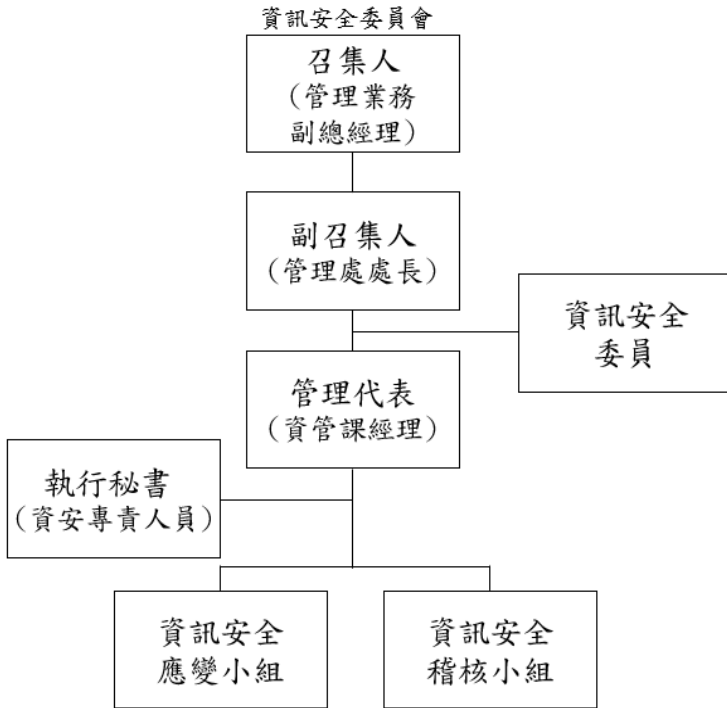 資訊安全委員會
召集人
（管理業務
副總經理）
副召集人
（管理處處長）
資訊安全
委員
管理代表
（資管課經理）
執行秘書
（資安專責人員）
資訊安全
應變小組
資訊安全
稽核小組